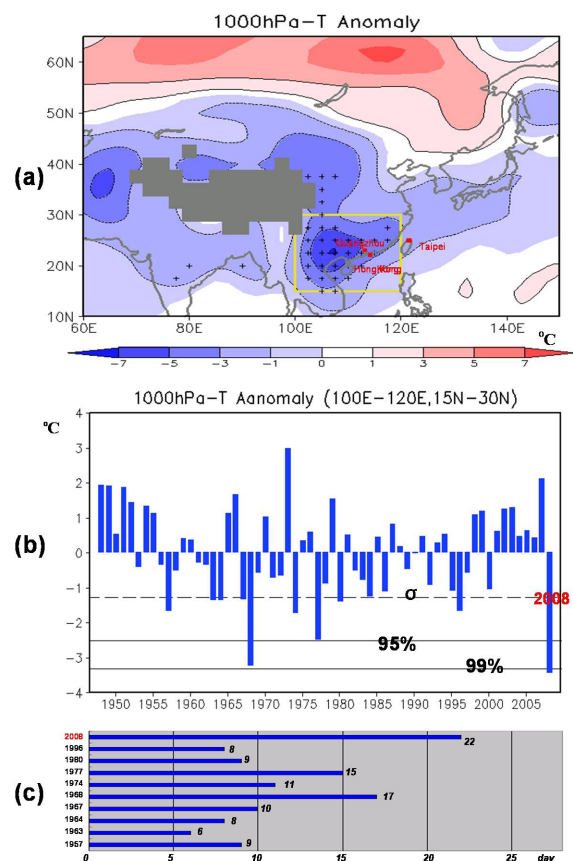 1000hPa-T Anomaly
(a)
60N
50N
40N
30N
20N
10N
Guangzhou
Taipei
HongKong
60E 80E 100E 120E 140E
°C
-7 -5 -3 -1 0 1 3 5 7
1000hPa-T Aanomaly (100E-120E,15N-30N)
°C
(b)
4
3
2
1
0
-1
-2
-3
-4
σ
2008
95%
99%
1950 1955 1960 1965 1970 1975 1980 1985 1990 1995 2000 2005
(c)
2008 22
1996 8
1980 9
1977 15
1974 11
1968 17
1967 10
1964 8
1963 6
1957 9
0 5 10 15 20 25 day